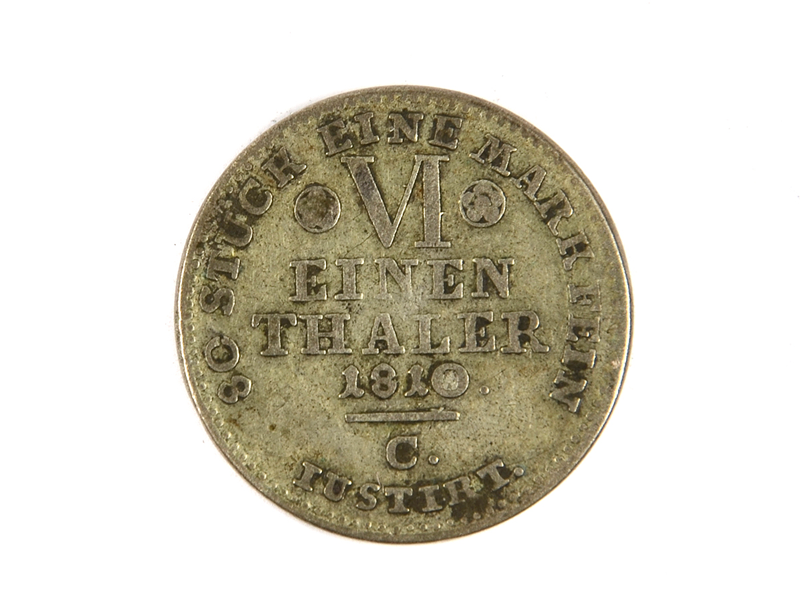 80 STUCK EINE MARK FEIN
VI
EINEN
THALER
1810.
C.
IUSTIRT.